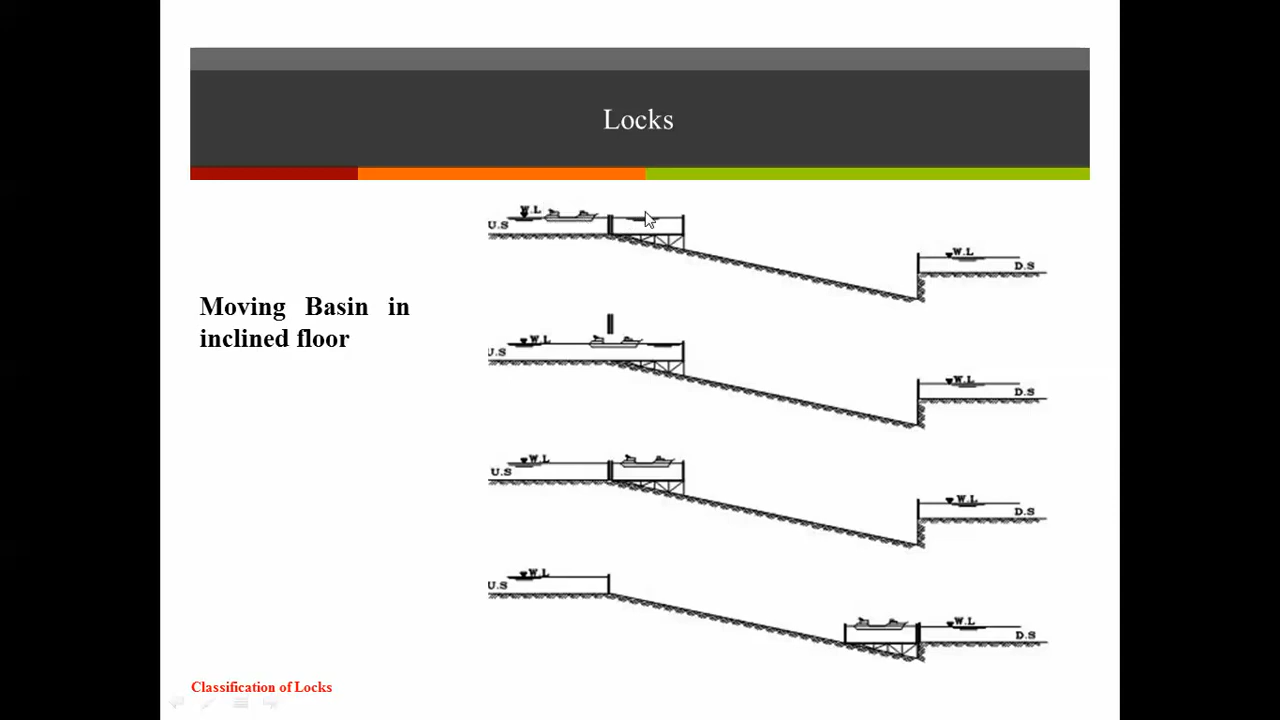 Locks
W.L
U.S
W.L
D.S
Moving Basin in
inclined floor
W.L
U.S
W.L
D.S
W.L
U.S
W.L
D.S
W.L
U.S
W.L
D.S
Classification of Locks